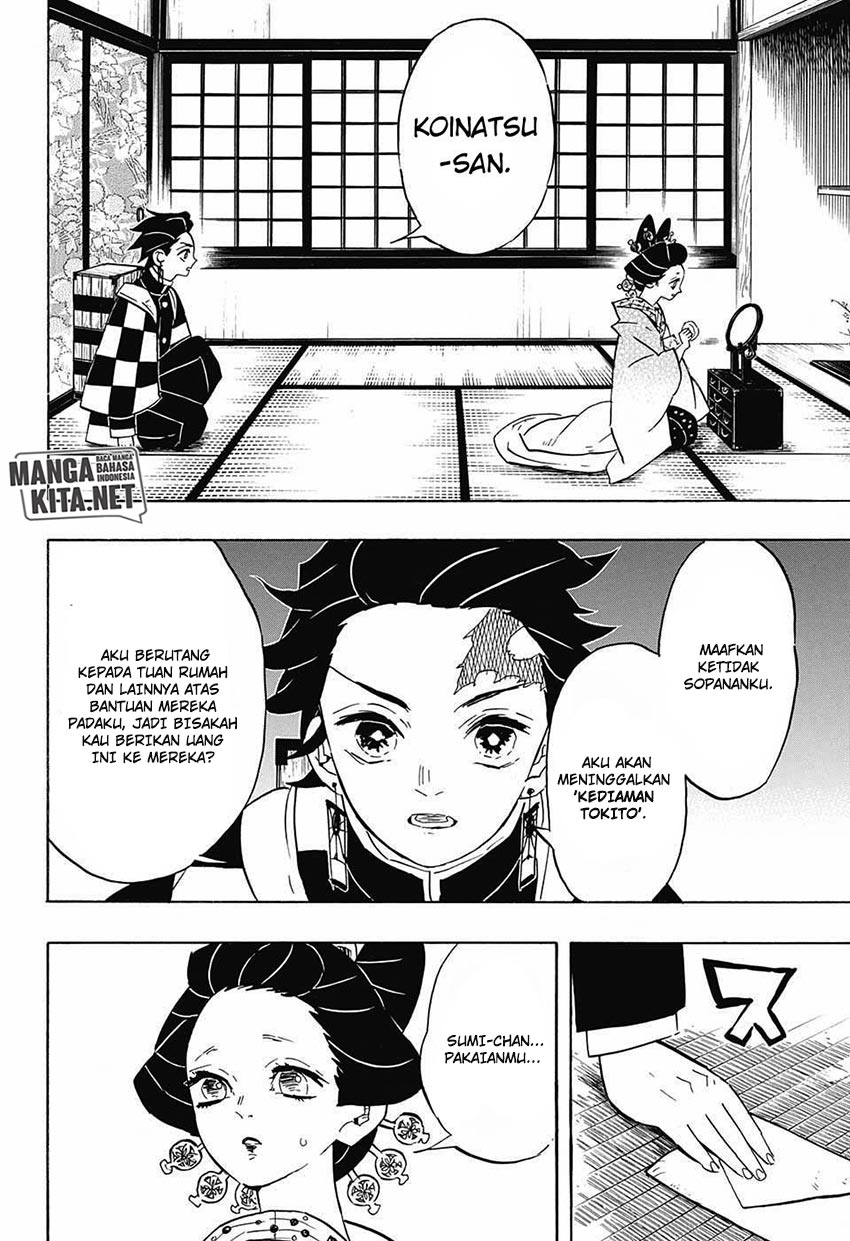 KOINATSU
-SAN.
MANGA
KITA.NET
BACA MANGA
BAHASA
INDONESIA
MAAFKAN
KETIDAK
SOPANANKU.
AKU AKAN
MENINGGALKAN
'KEDIAMAN
TOKITO'.
AKU BERUTANG
KEPADA TUAN RUMAH
DAN LAINNYA ATAS
BANTUAN MEREKA
PADAKU, JADI BISAKAH
KAU BERIKAN UANG
INI KE MEREKA?
ス
SUMI-CHAN...
PAKAIANMU...